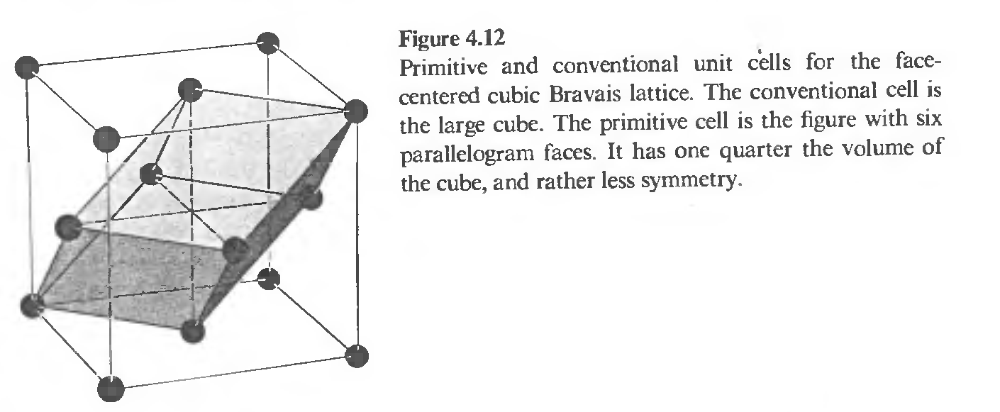 Figure 4.12
Primitive and conventional unit cells for the face-
centered cubic Bravais lattice. The conventional cell is
the large cube. The primitive cell is the figure with six
parallelogram faces. It has one quarter the volume of
the cube, and rather less symmetry.